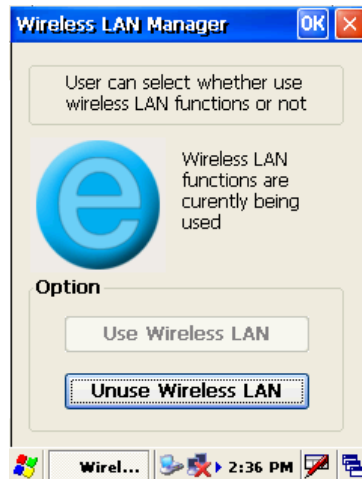 Wireless LAN Manager OK
User can select whether use
wireless LAN functions or not
Wireless LAN
functions are
curently being
used
Option
Use Wireless LAN
Unuse Wireless LAN
Wirel... 2:36 PM